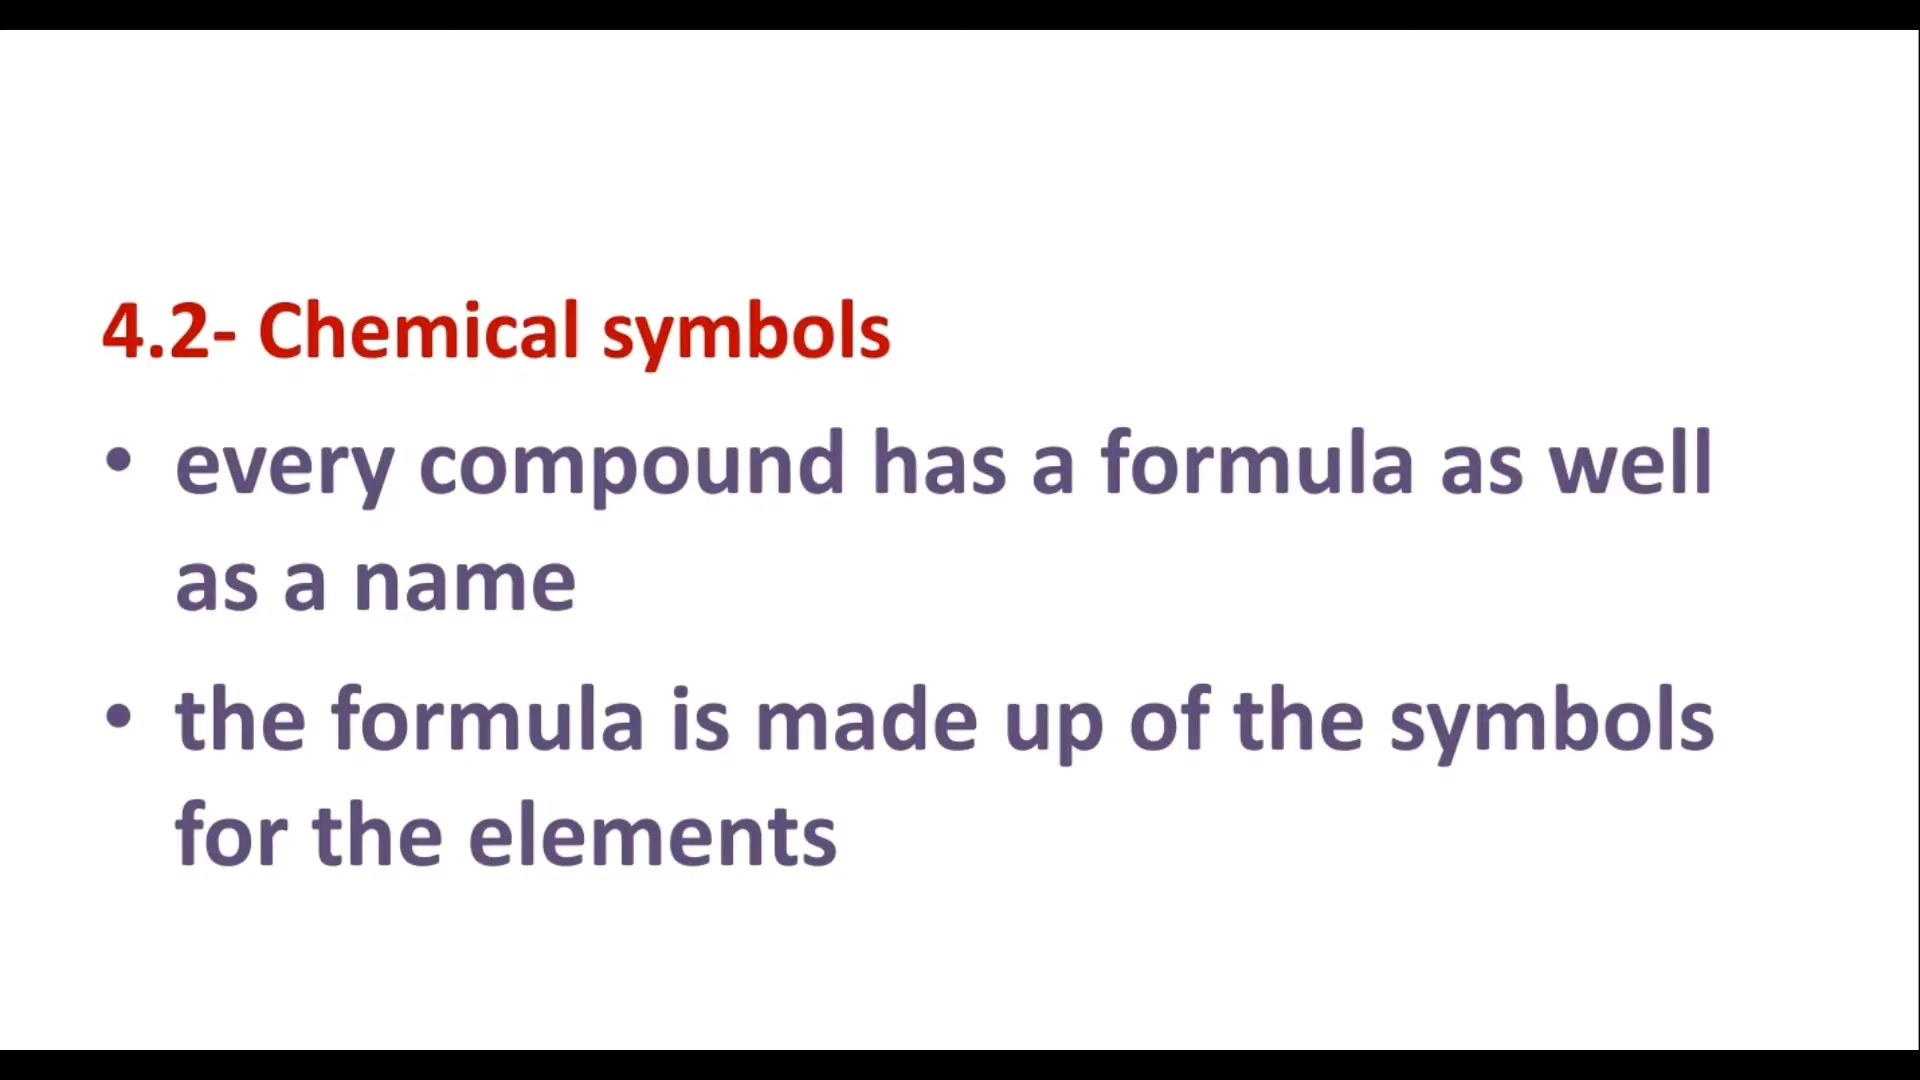 4.2- Chemical symbols
• every compound has a formula as well
as a name
• the formula is made up of the symbols
for the elements